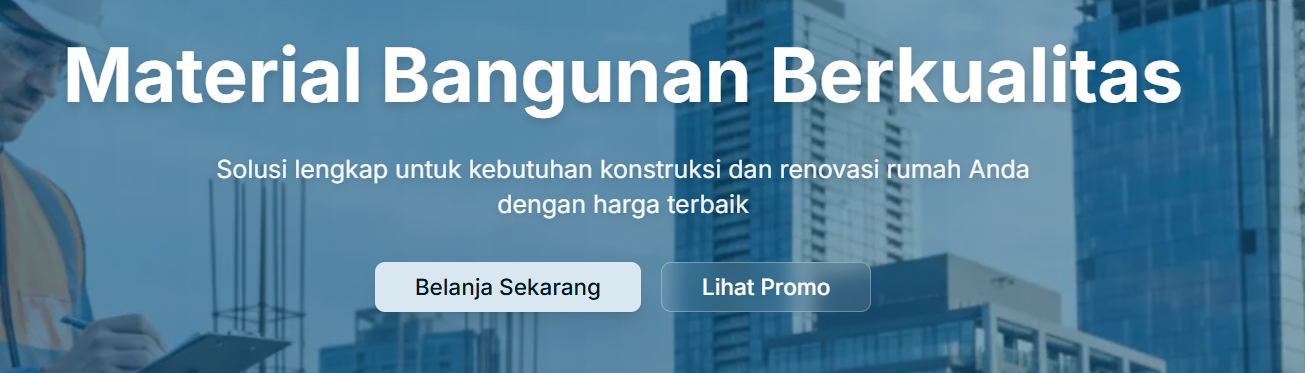 Material Bangunan Berkualitas
Solusi lengkap untuk kebutuhan konstruksi dan renovasi rumah Anda
dengan harga terbaik
Belanja Sekarang
Lihat Promo